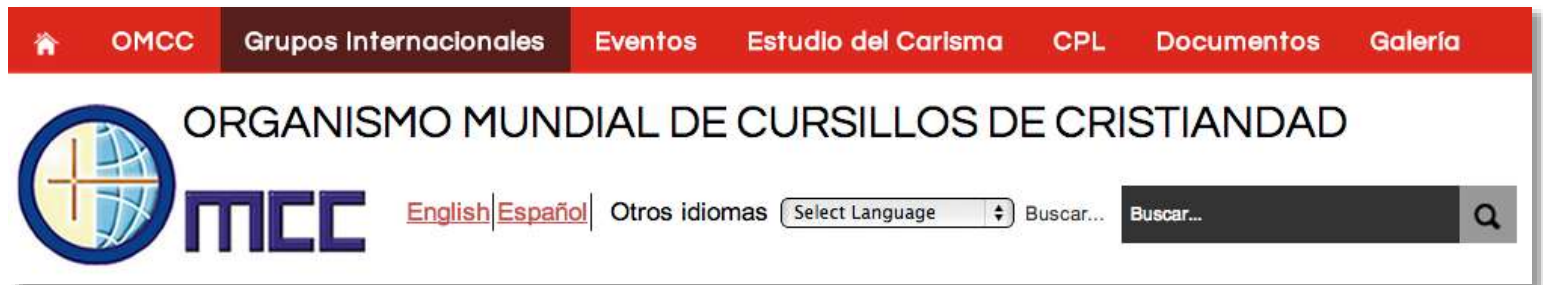 OMCC Grupos Internacionales Eventos Estudio del Carisma CPL Documentos Galería
ORGANISMO MUNDIAL DE CURSILLOS DE CRISTIANDAD
mcc English Español Otros idiomas Select Language Buscar... Buscar...